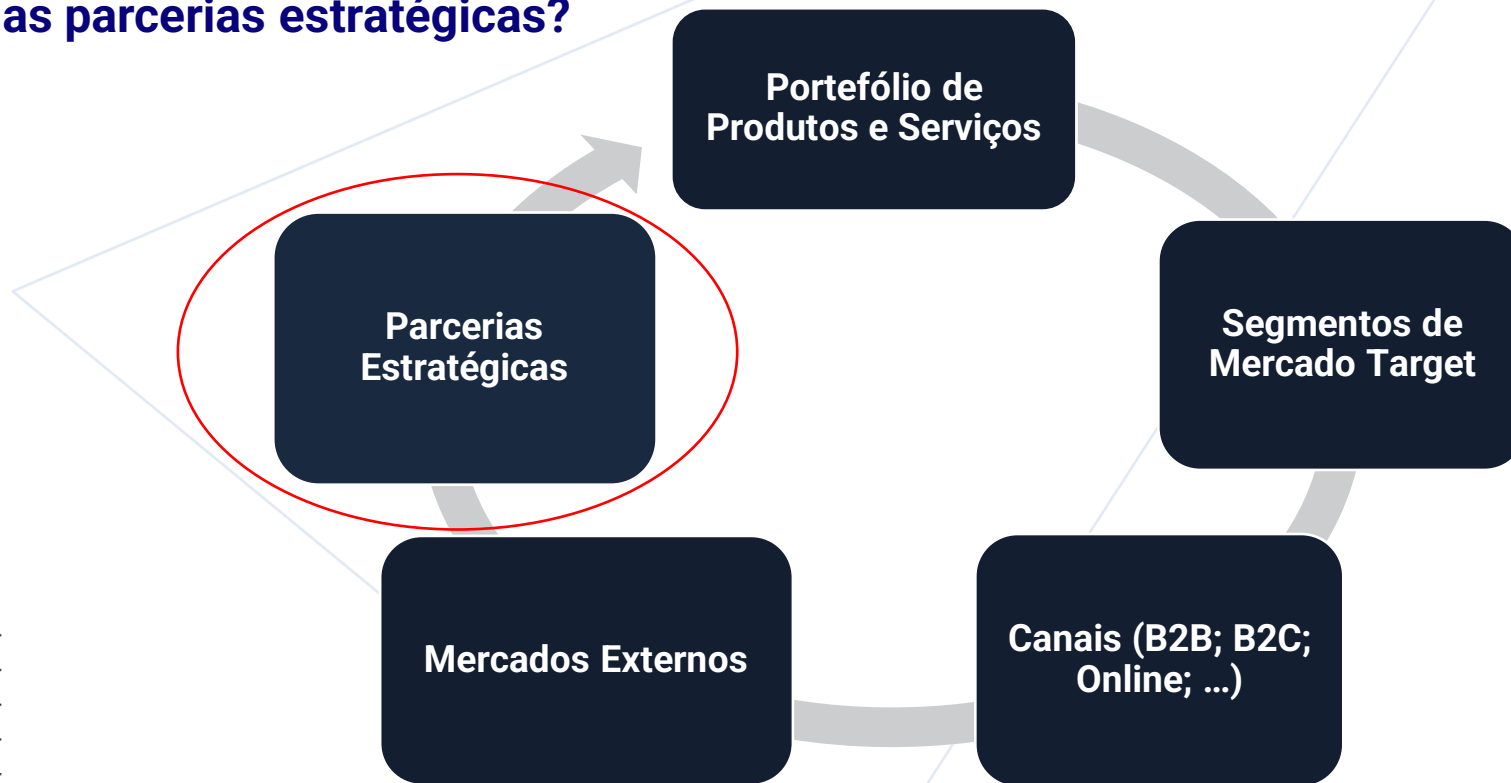 as parcerias estratégicas?
Portefólio de
Produtos e Serviços
Segmentos de
Mercado Target
Canais (B2B; B2C;
Online; …)
Mercados Externos
Parcerias
Estratégicas